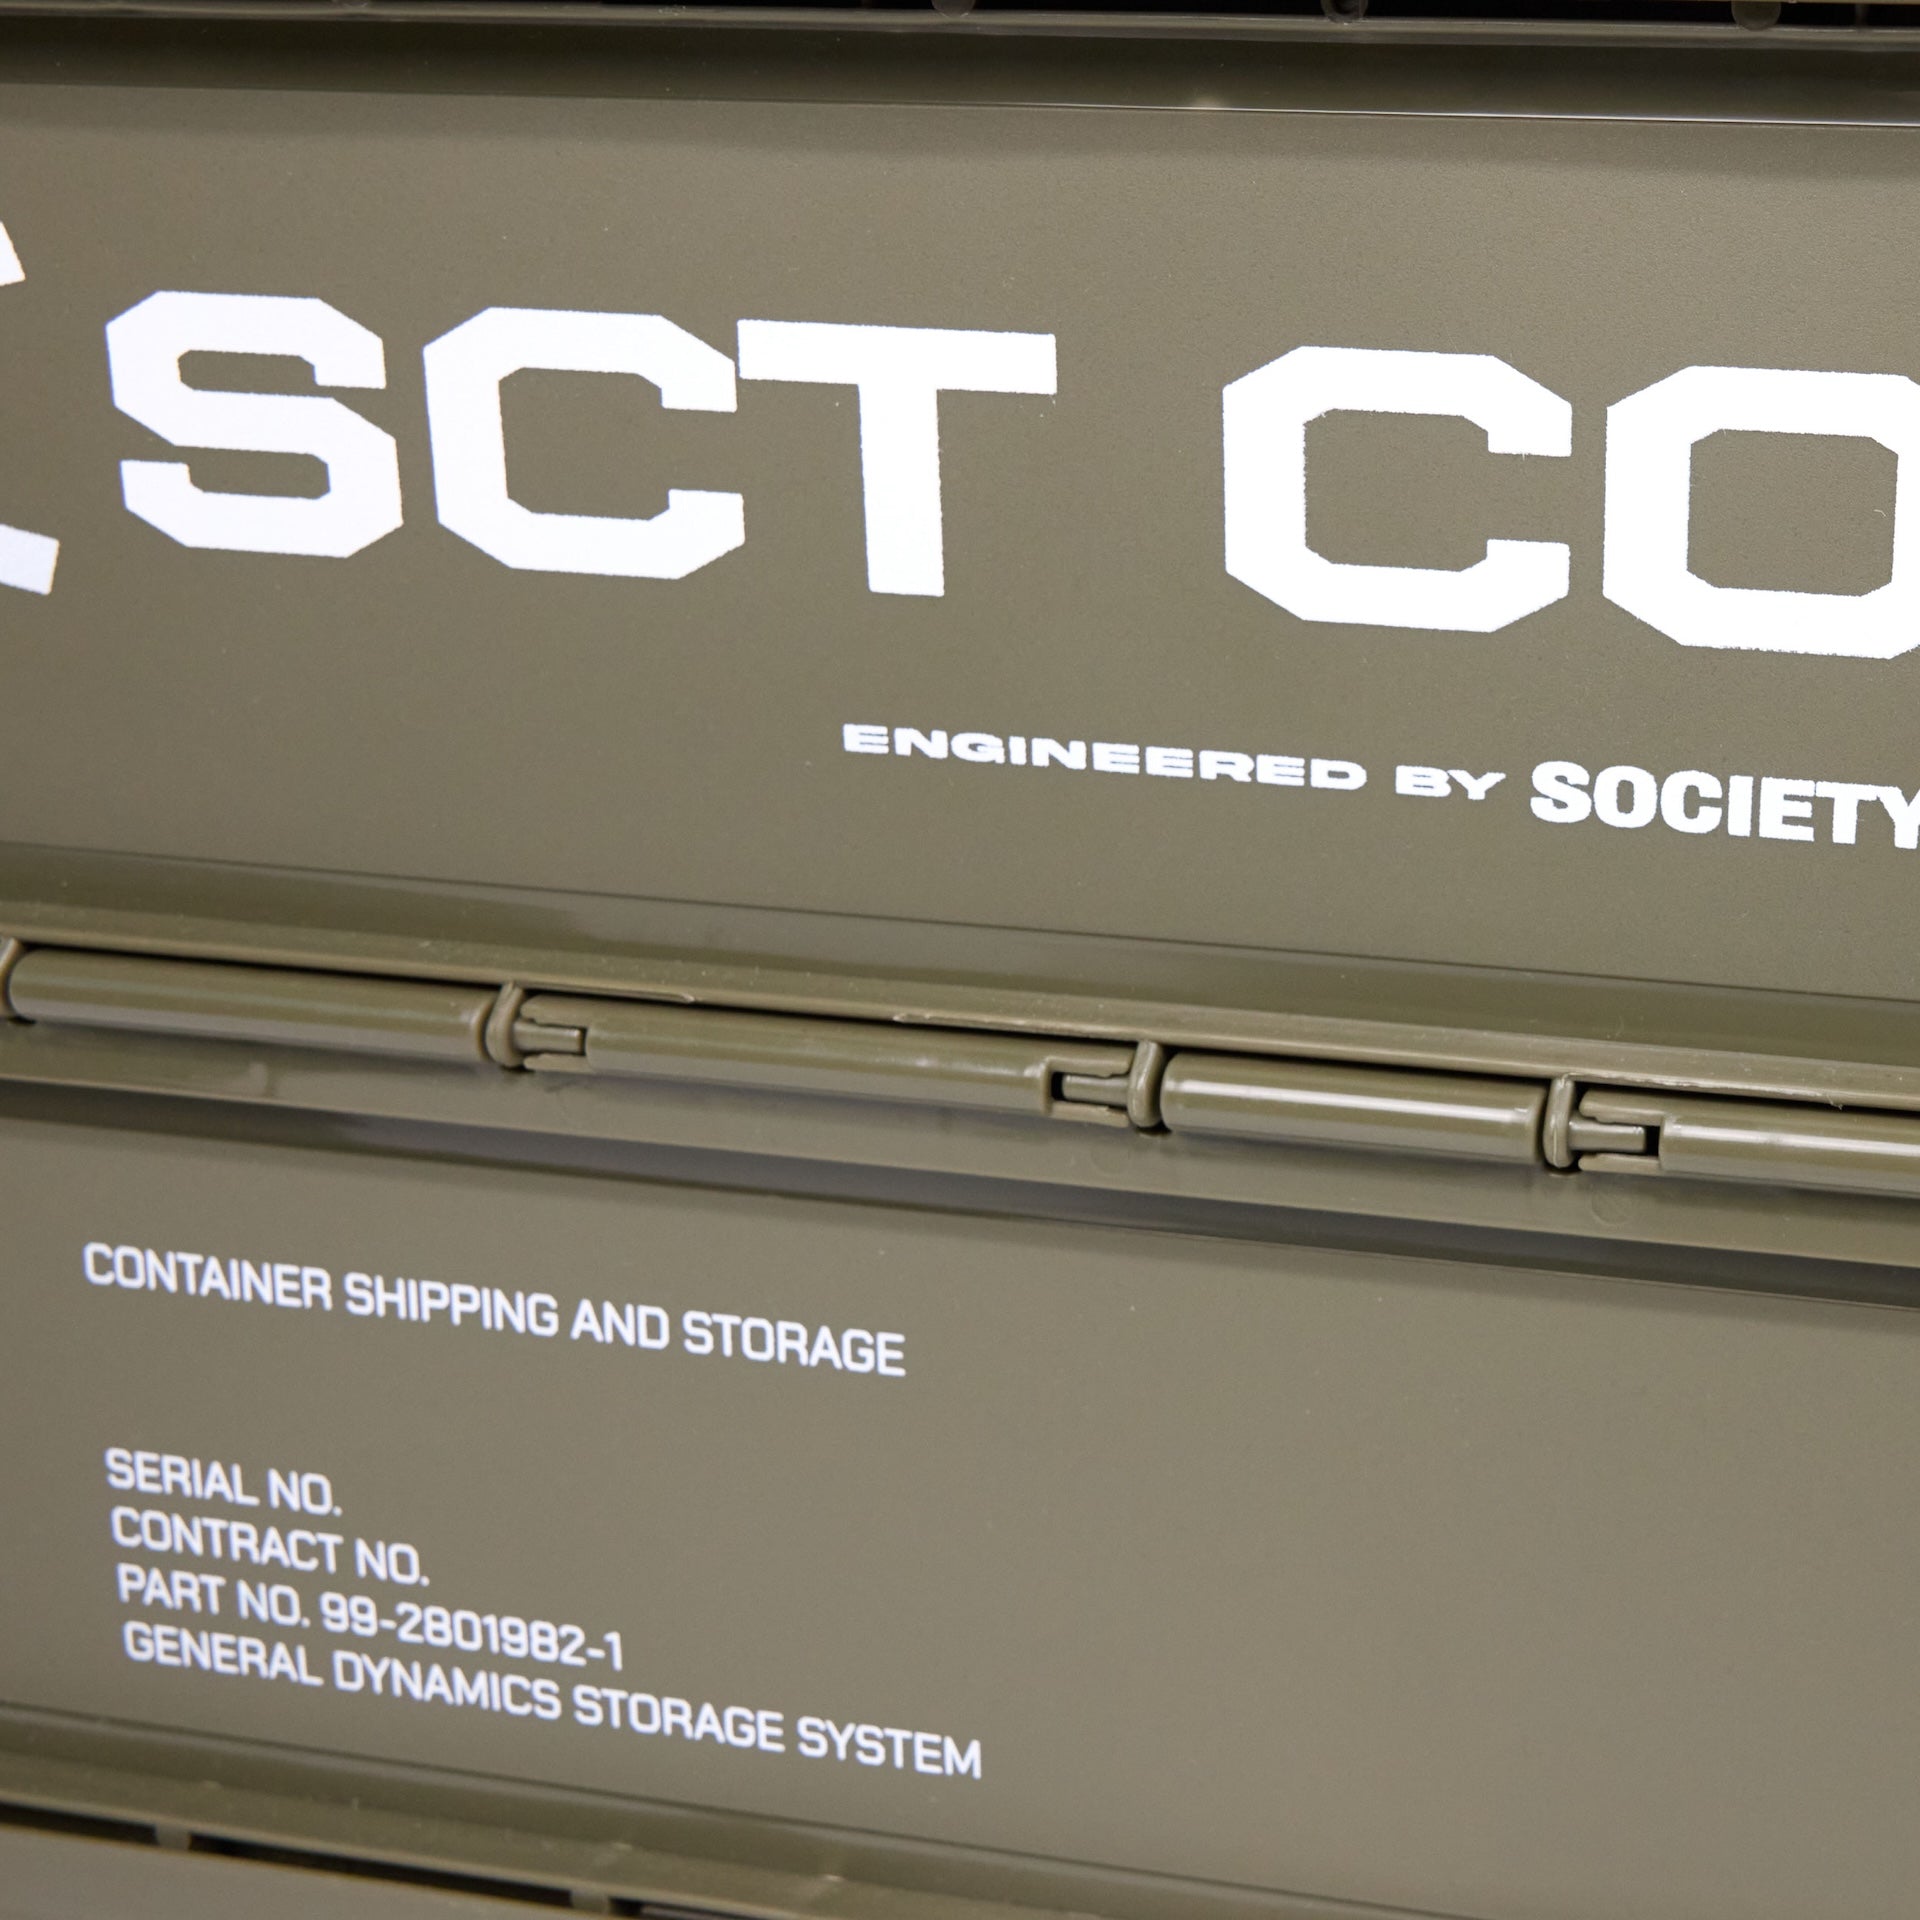 SCT CO
ENGINEERED BY SOCIETY
CONTAINER SHIPPING AND STORAGE
SERIAL NO.
CONTRACT NO.
PART NO. 99-2801982-1
GENERAL DYNAMICS STORAGE SYSTEM